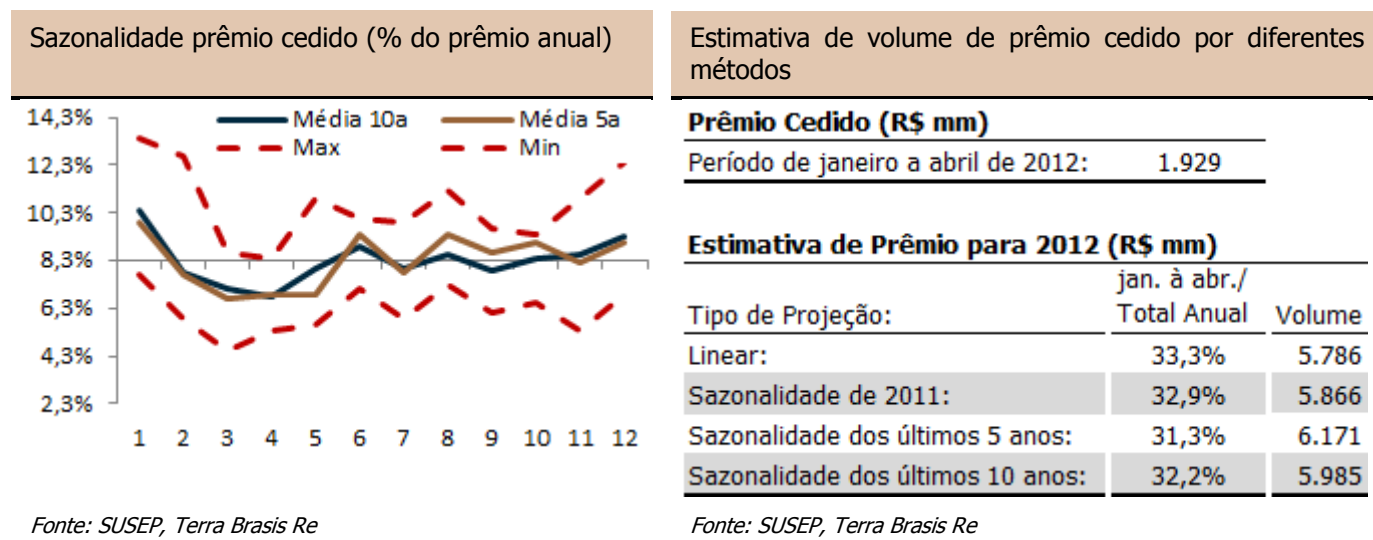 Sazonalidade prêmio cedido (% do prêmio anual)
14,3%
12,3%
10,3%
8,3%
6,3%
4,3%
2,3%
Média 10a
Média 5a
Max
Min
1 2 3 4 5 6 7 8 9 10 11 12
Fonte: SUSEP, Terra Brasis Re
Estimativa de volume de prêmio cedido por diferentes
métodos
Prêmio Cedido (R$ mm)
Período de janeiro a abril de 2012: 1.929
Estimativa de Prêmio para 2012 (R$ mm)
jan. à abr./
Tipo de Projeção: Total Anual Volume
Linear: 33,3% 5.786
Sazonalidade de 2011: 32,9% 5.866
Sazonalidade dos últimos 5 anos: 31,3% 6.171
Sazonalidade dos últimos 10 anos: 32,2% 5.985
Fonte: SUSEP, Terra Brasis Re